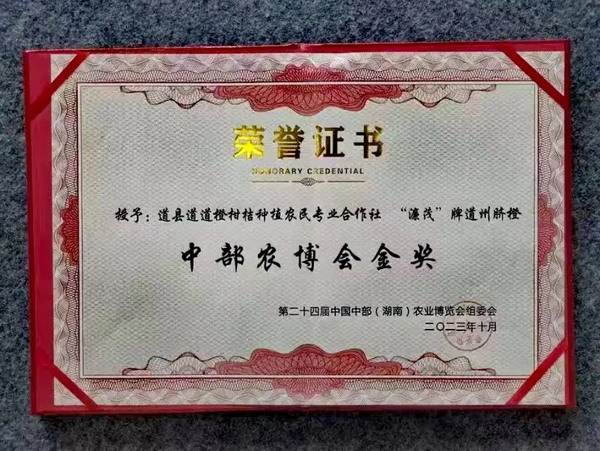 荣誉证书
HONORARY CREDENTIAL
授予：道县道道橙柑桔种植农民专业合作社 “濂茂”牌道州脐橙
中部农博会金奖
第二十四届中国中部（湖南）农业博览会组委会
二〇二三年十月